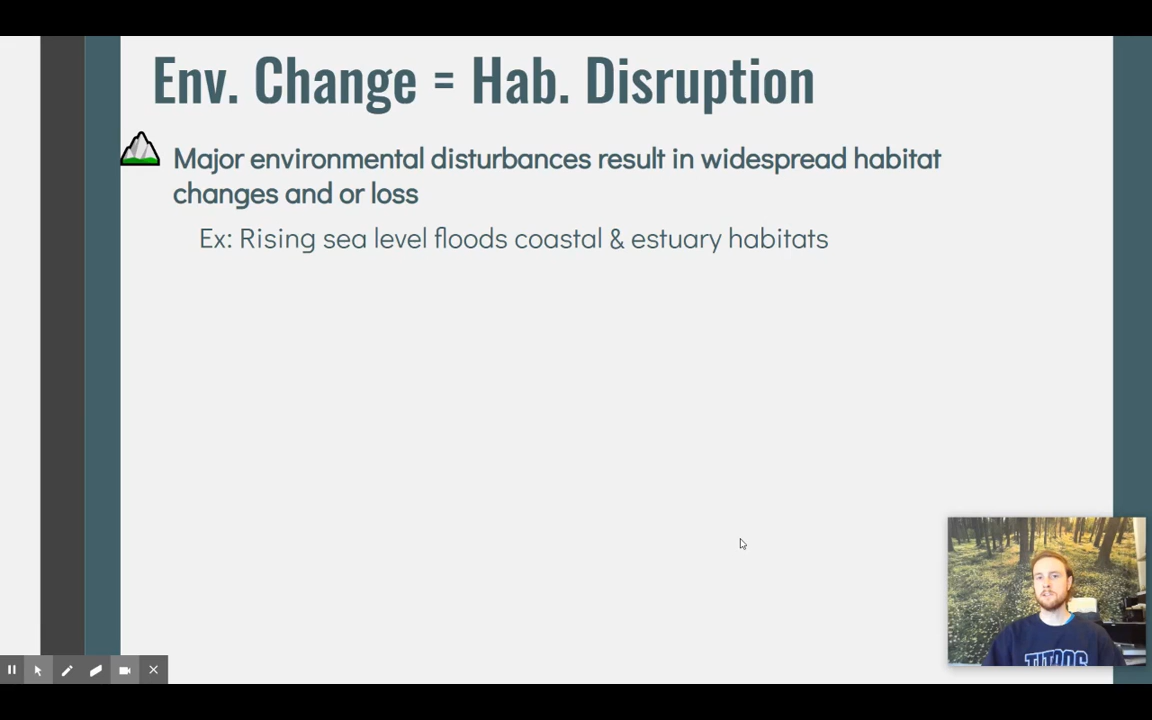 Env. Change = Hab. Disruption
Major environmental disturbances result in widespread habitat
changes and or loss
Ex: Rising sea level floods coastal & estuary habitats
TITANS